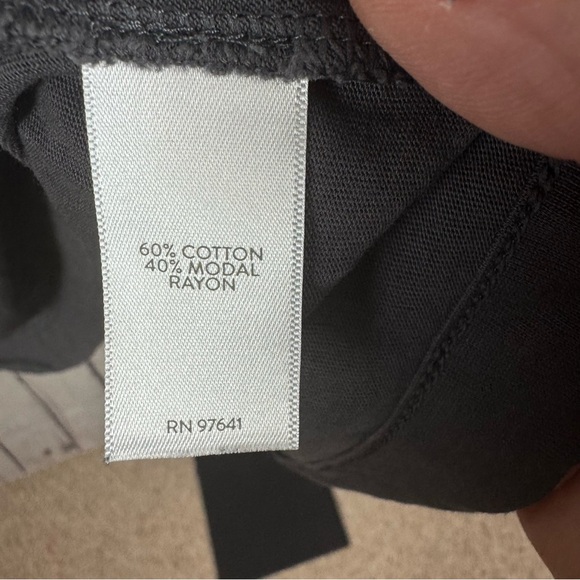 60% COTTON
40% MODAL
RAYON
RN 97641